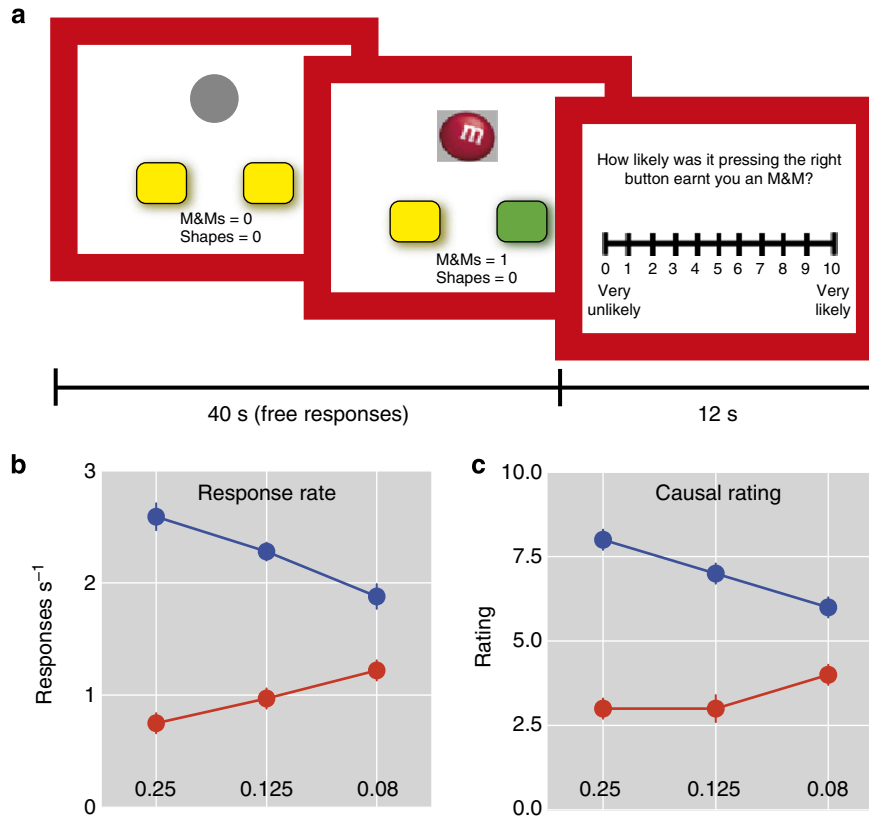 a
M&Ms = 0
Shapes = 0
m
M&Ms = 1
Shapes = 0
How likely was it pressing the right
button earnt you an M&M?
0 1 2 3 4 5 6 7 8 9 10
Very
unlikely
Very
likely
40 s (free responses)
12 s
b
Response rate
Responses s⁻¹
3
2
1
0
0.25 0.125 0.08
c
Causal rating
Rating
10.0
7.5
5.0
2.5
0.0
0.25 0.125 0.08